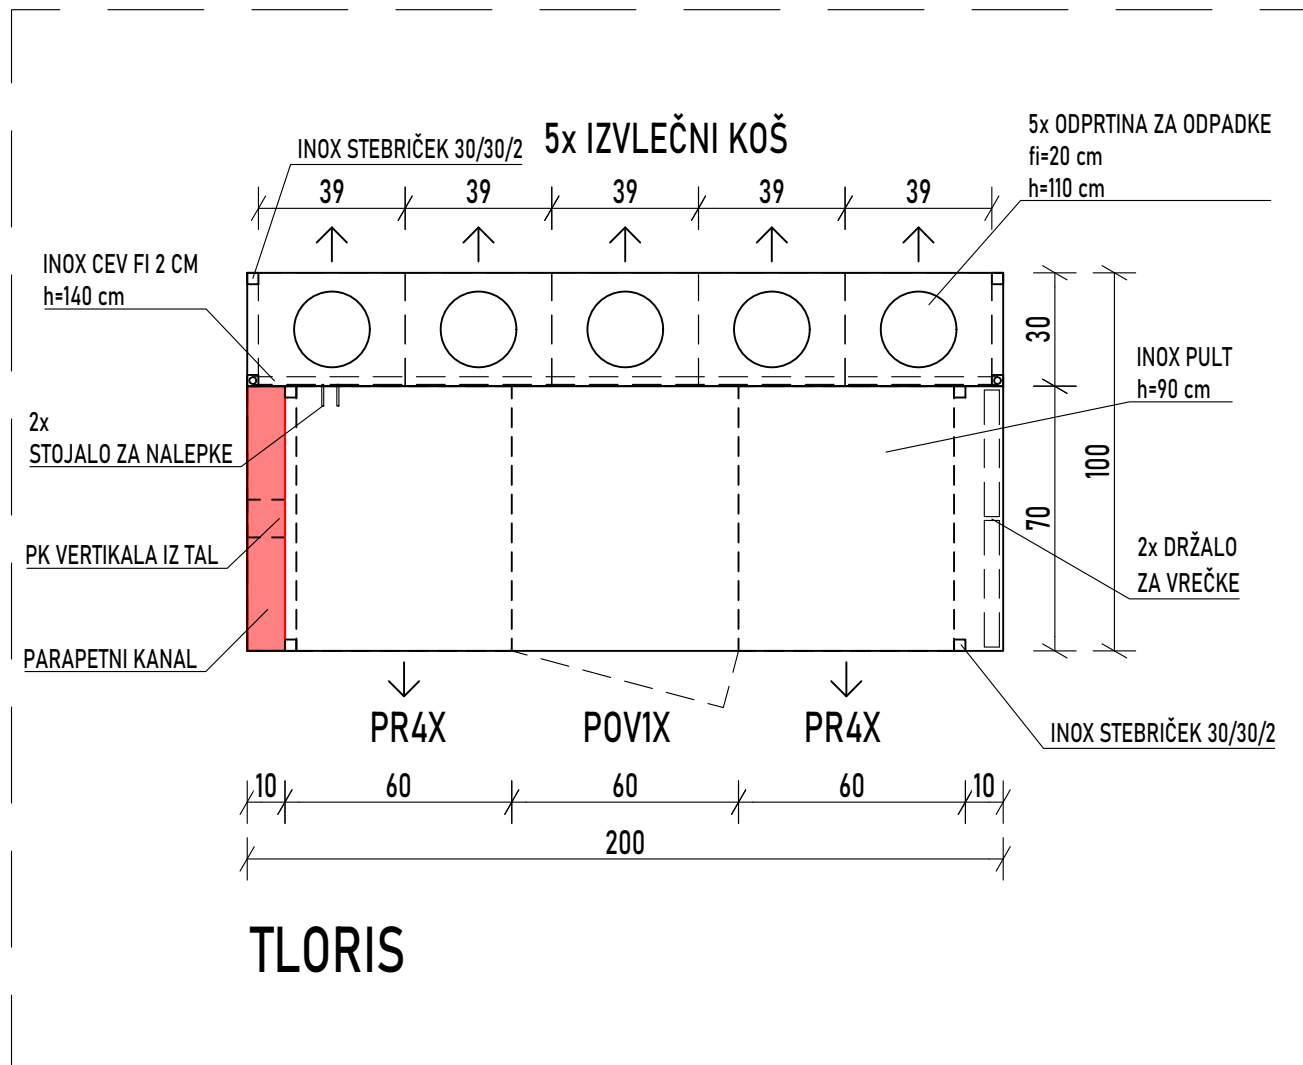 5x IZVLEČNI KOŠ
5x ODPRTINA ZA ODPADKE
fi=20 cm
h=110 cm
INOX STEBRIČEK 30/30/2
39
39
39
39
39
INOX CEV FI 2 CM
h=140 cm
30
INOX PULT
h=90 cm
2x
STOJALO ZA NALEPKE
100
70
PK VERTIKALA IZ TAL
2x DRŽALO
ZA VREČKE
PARAPETNI KANAL
PR4X
POV1X
PR4X
INOX STEBRIČEK 30/30/2
10
60
60
60
10
200
TLORIS